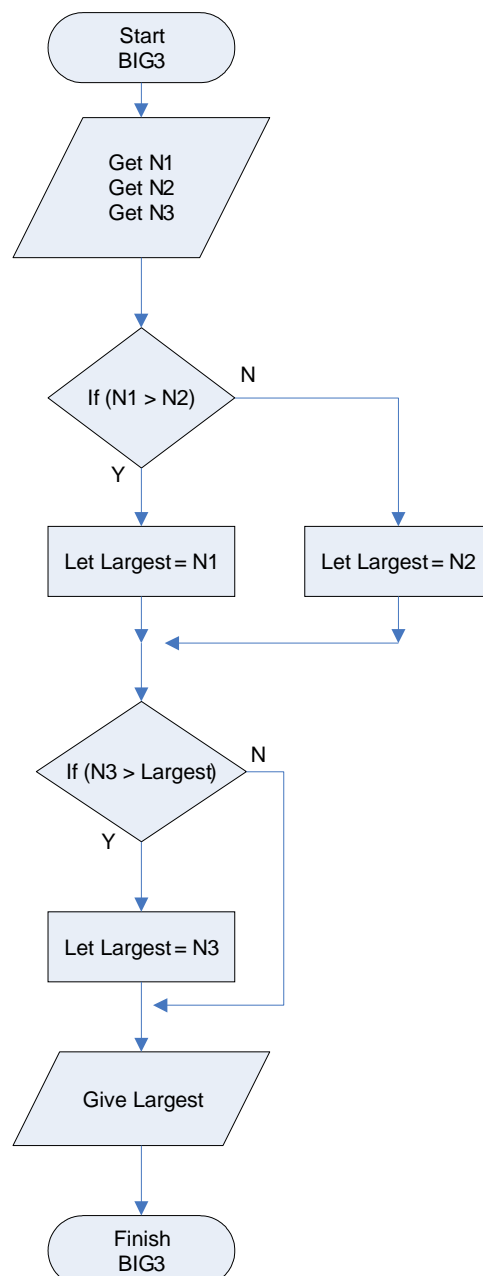 Start
BIG3
Get N1
Get N2
Get N3
If (N1 > N2)
N
Y
Let Largest = N1
Let Largest = N2
If (N3 > Largest)
N
Y
Let Largest = N3
Give Largest
Finish
BIG3